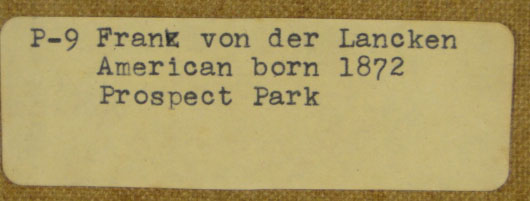 P-9 Frank von der Lancken
American born 1872
Prospect Park